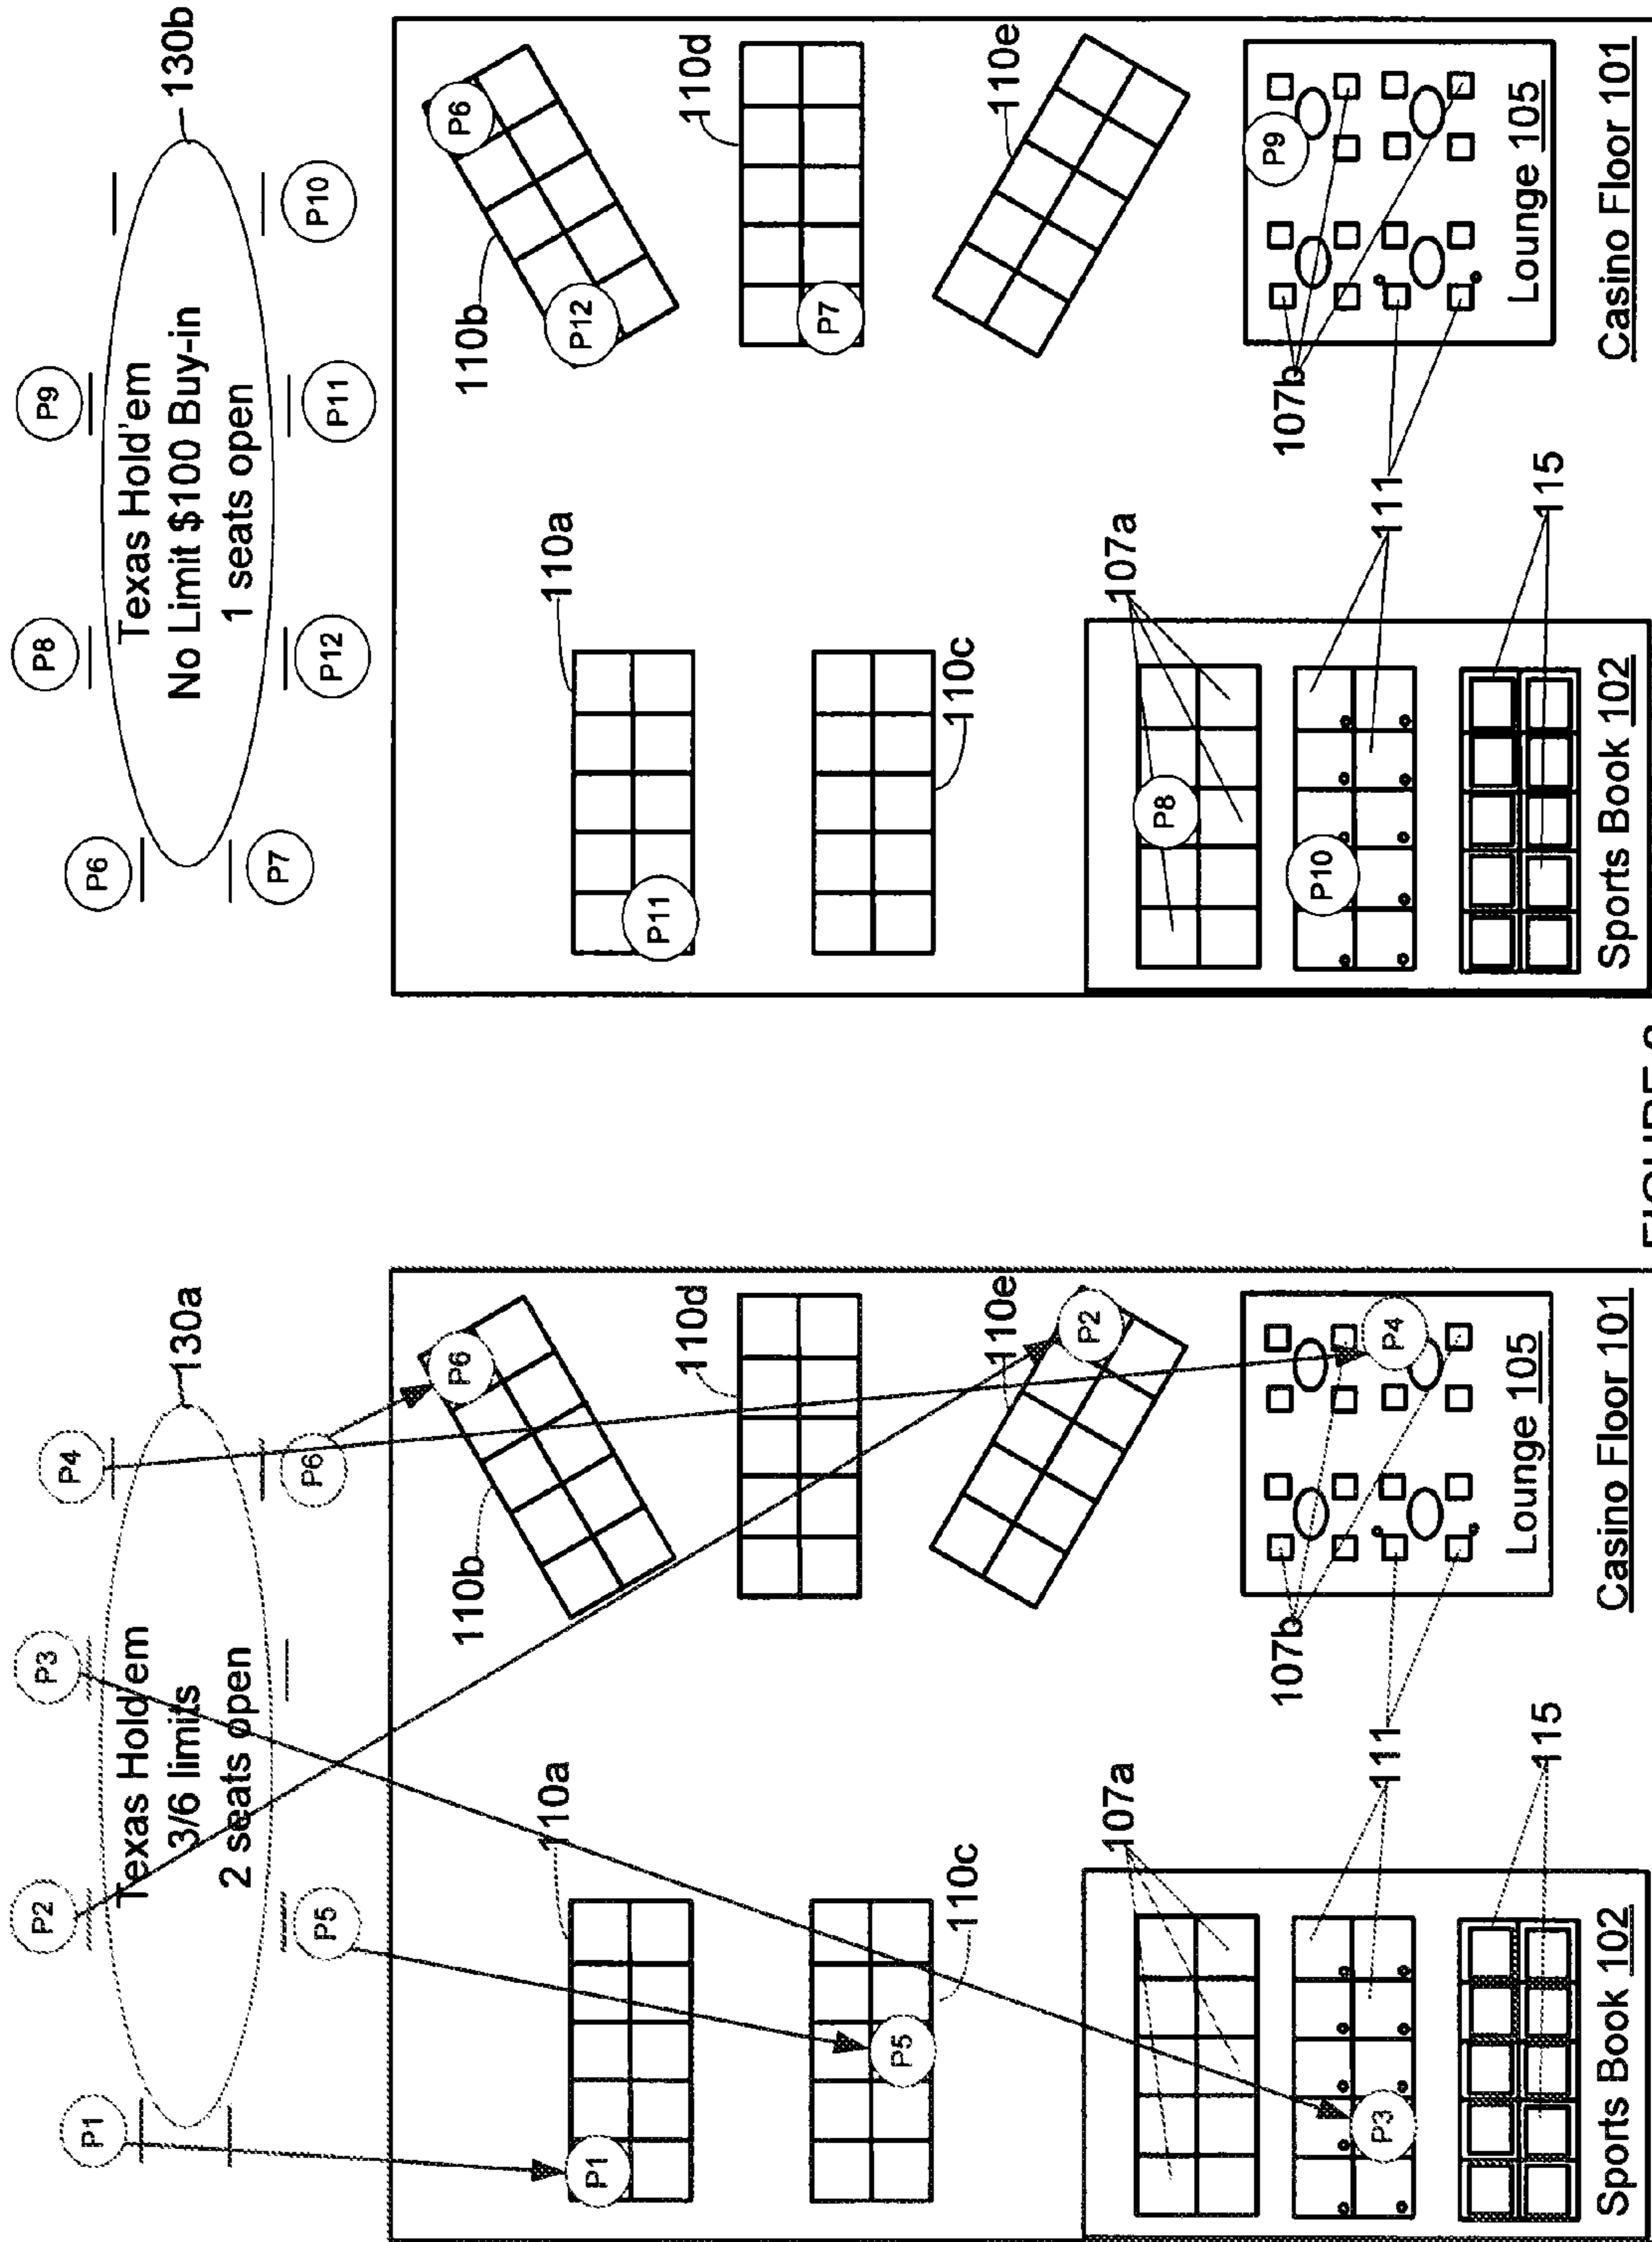 P1
P2
P3
P4
130a
Texas Hold'em
3/6 limits
2 seats open
P5
P6
110a
110b
P1
P6
110c
P5
110d
110e
P2
107a
107b
P3
P4
111
115
Sports Book 102
Lounge 105
Casino Floor 101
P6
P8
P9
130b
Texas Hold'em
No Limit $100 Buy-in
1 seats open
P7
P12
P11
P10
110a
110b
P11
P12
P6
110c
110d
P7
110e
107a
107b
P8
P9
P10
111
115
Sports Book 102
Lounge 105
Casino Floor 101
FIGURE